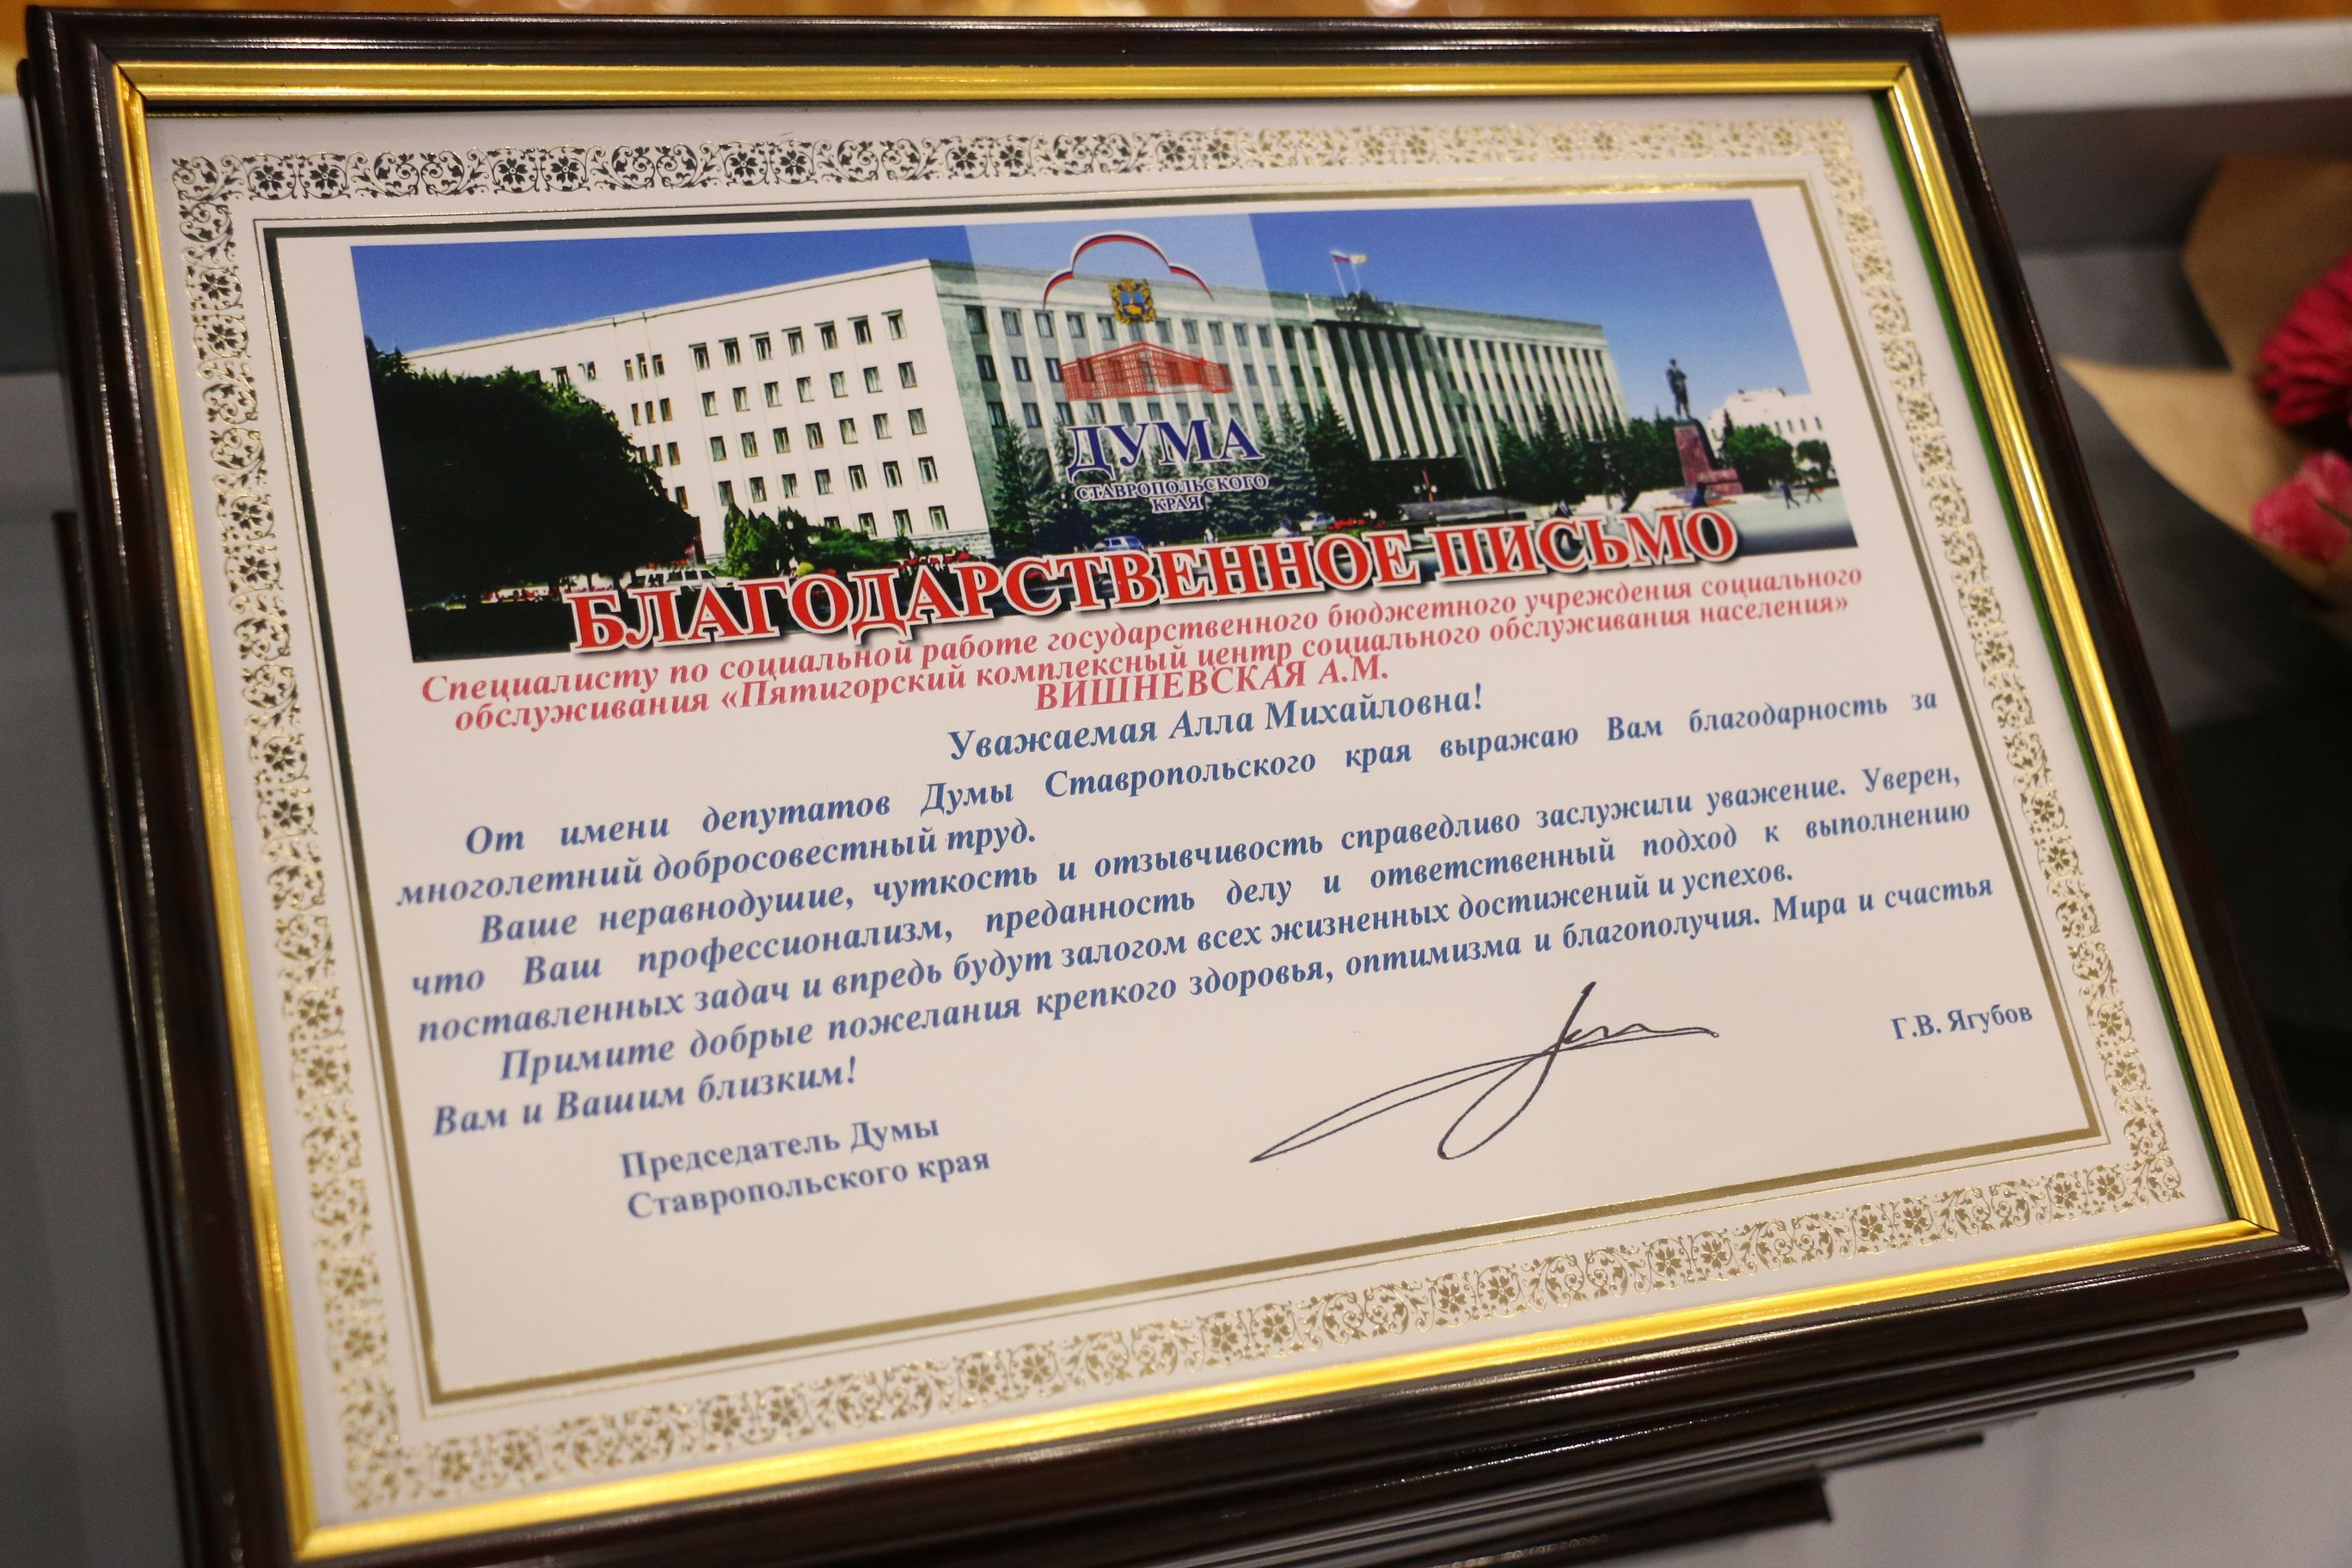 ДУМА
СТАВРОПОЛЬСКОГО
КРАЯ
БЛАГОДАРСТВЕННОЕ ПИСЬМО
Специалисту по социальной работе государственного бюджетного учреждения социального
обслуживания «Пятигорский комплексный центр социального обслуживания населения»
ВИШНЕВСКАЯ А.М.
Уважаемая Алла Михайловна!
От имени депутатов Думы Ставропольского края выражаю Вам благодарность за
многолетний добросовестный труд.
Ваше неравнодушие, чуткость и отзывчивость справедливо заслужили уважение. Уверен,
что Ваш профессионализм, преданность делу и ответственный подход к выполнению
поставленных задач и впредь будут залогом всех жизненных достижений и успехов.
Примите добрые пожелания крепкого здоровья, оптимизма и благополучия. Мира и счастья
Вам и Вашим близким!
Председатель Думы
Ставропольского края
Г.В. Ягубов